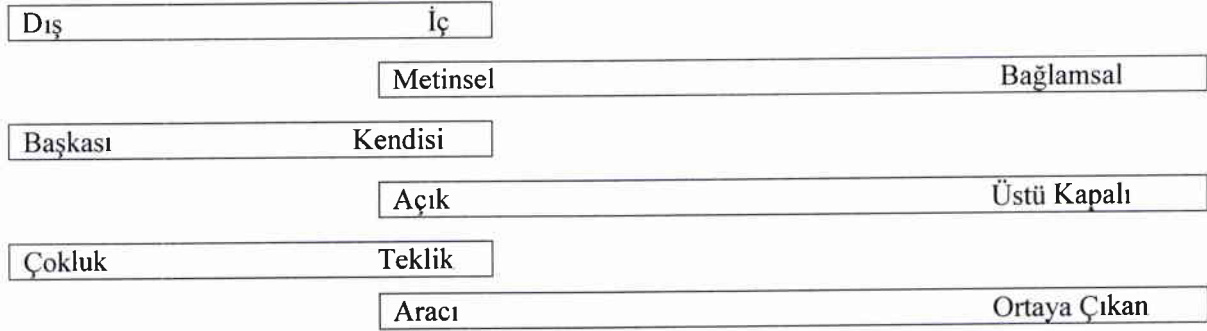 Dış İç
Metinsel Bağlamsal
Başkası Kendisi
Açık Üstü Kapalı
Çokluk Teklik
Aracı Ortaya Çıkan